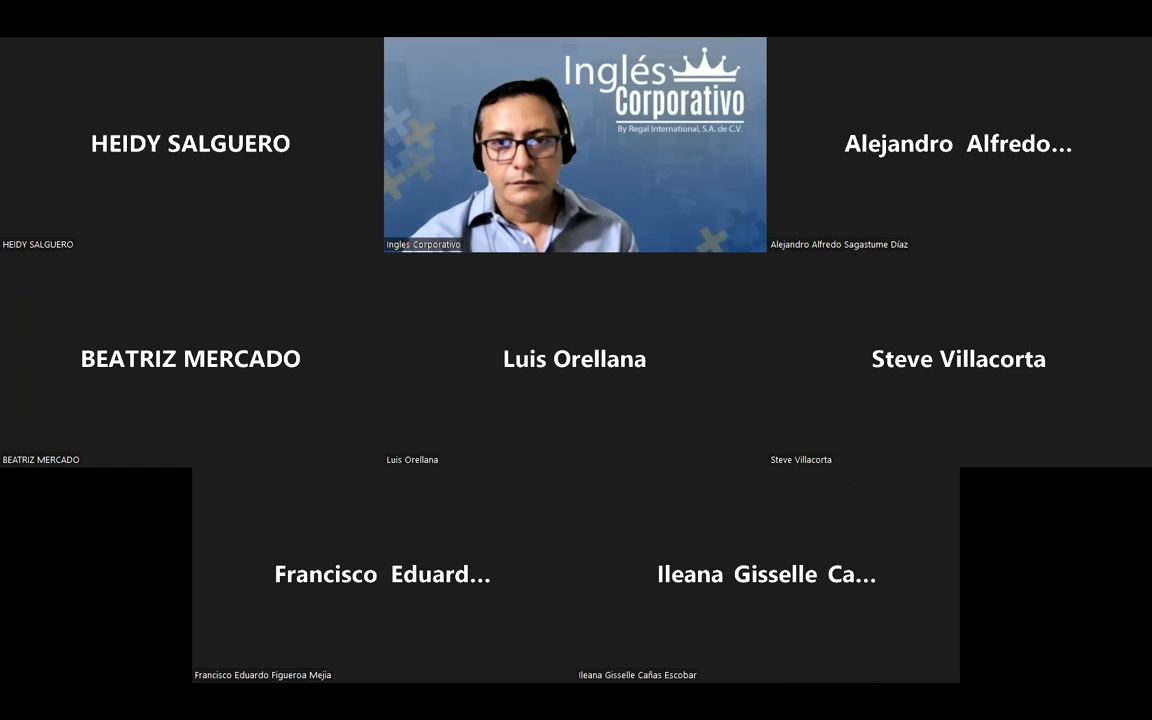 HEIDY SALGUERO
HEIDY SALGUERO
Inglés
Corporativo
By Regal International, S.A. de C.V.
Ingles Corporativo
Alejandro Alfredo...
Alejandro Alfredo Sagastume Díaz
BEATRIZ MERCADO
BEATRIZ MERCADO
Luis Orellana
Luis Orellana
Steve Villacorta
Steve Villacorta
Francisco Eduard...
Francisco Eduardo Figueroa Mejia
Ileana Gisselle Ca...
Ileana Gisselle Cañas Escobar